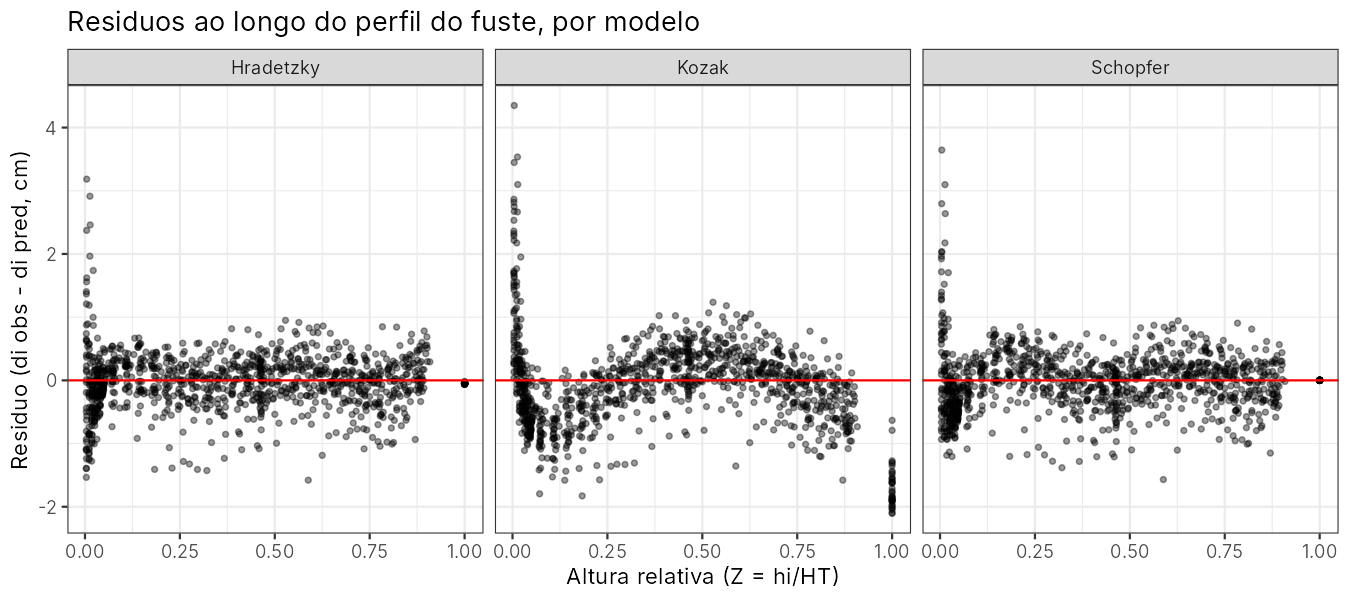 Residuos ao longo do perfil do fuste, por modelo
Hradetzky
Kozak
Schopfer
Residuo (di obs - di pred, cm)
4
2
0
-2
0.00 0.25 0.50 0.75 1.00
0.00 0.25 0.50 0.75 1.00
0.00 0.25 0.50 0.75 1.00
Altura relativa (Z = hi/HT)